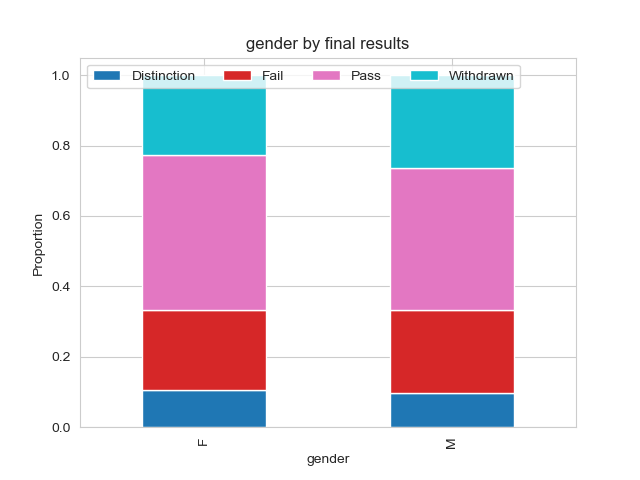 gender by final results
Distinction Fail Pass Withdrawn
1.0
0.8
0.6
0.4
0.2
0.0
Proportion
F M
gender